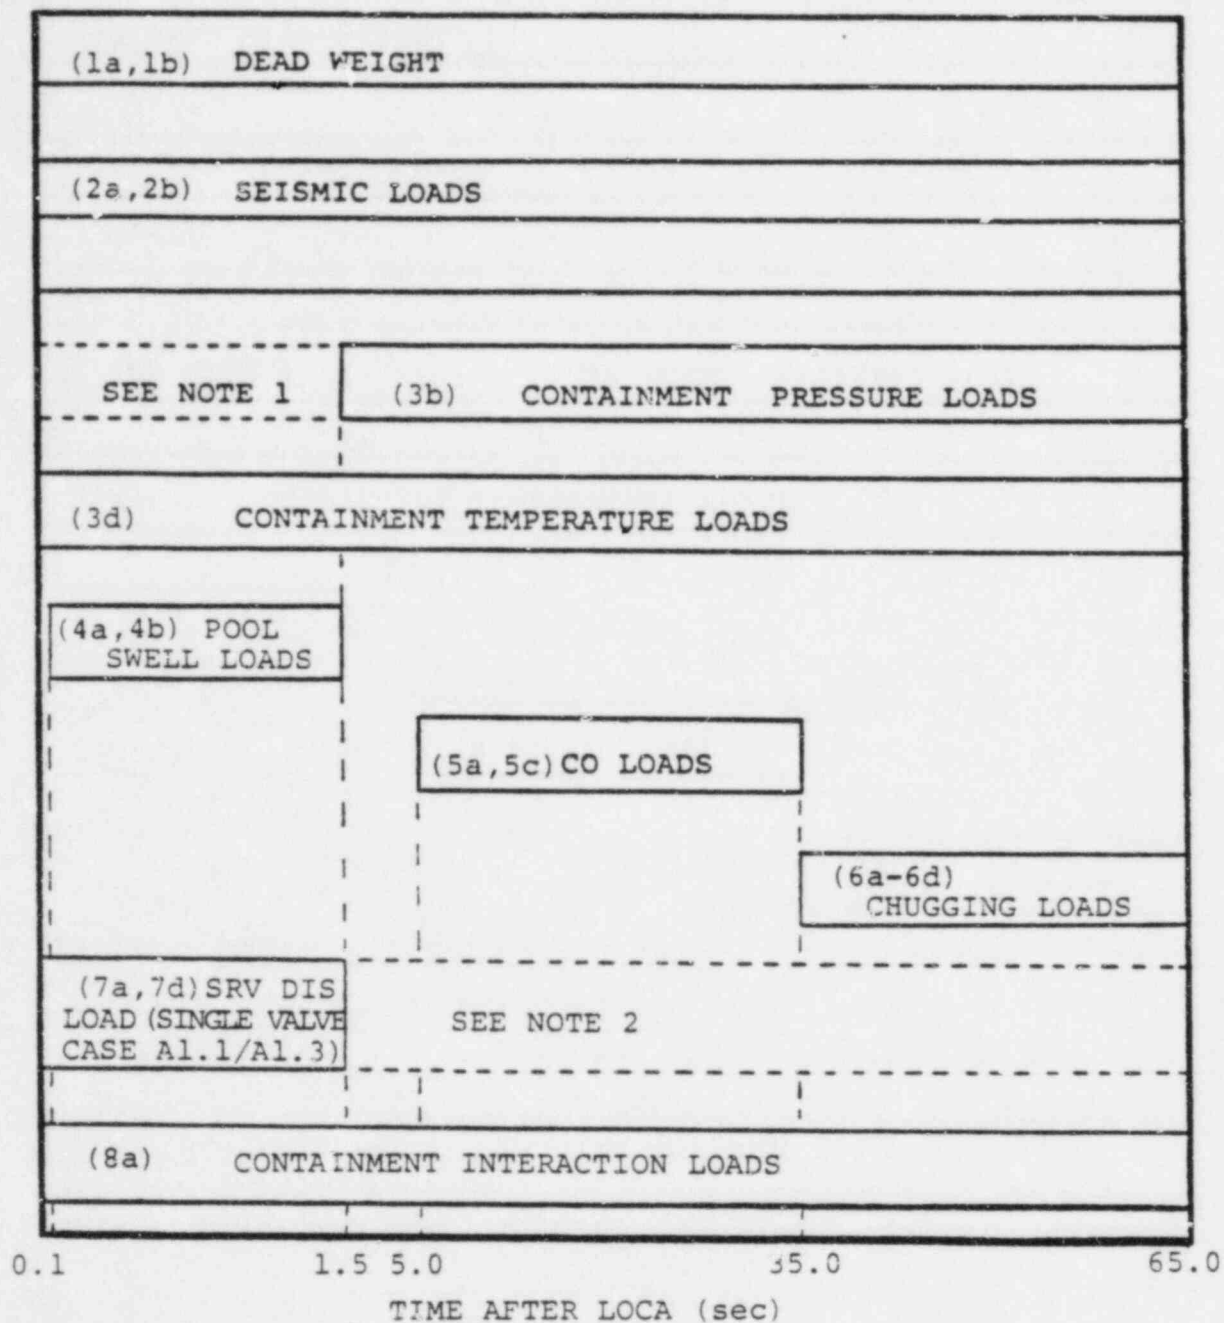 (1a,1b) DEAD WEIGHT
(2a,2b) SEISMIC LOADS
SEE NOTE 1
(3b) CONTAINMENT PRESSURE LOADS
(3d) CONTAINMENT TEMPERATURE LOADS
(4a,4b) POOL
SWELL LOADS
(5a,5c) CO LOADS
(6a-6d)
CHUGGING LOADS
(7a,7d) SRV DIS
LOAD (SINGLE VALVE
CASE A1.1/A1.3)
SEE NOTE 2
(8a) CONTAINMENT INTERACTION LOADS
0.1 1.5 5.0 35.0 65.0
TIME AFTER LOCA (sec)